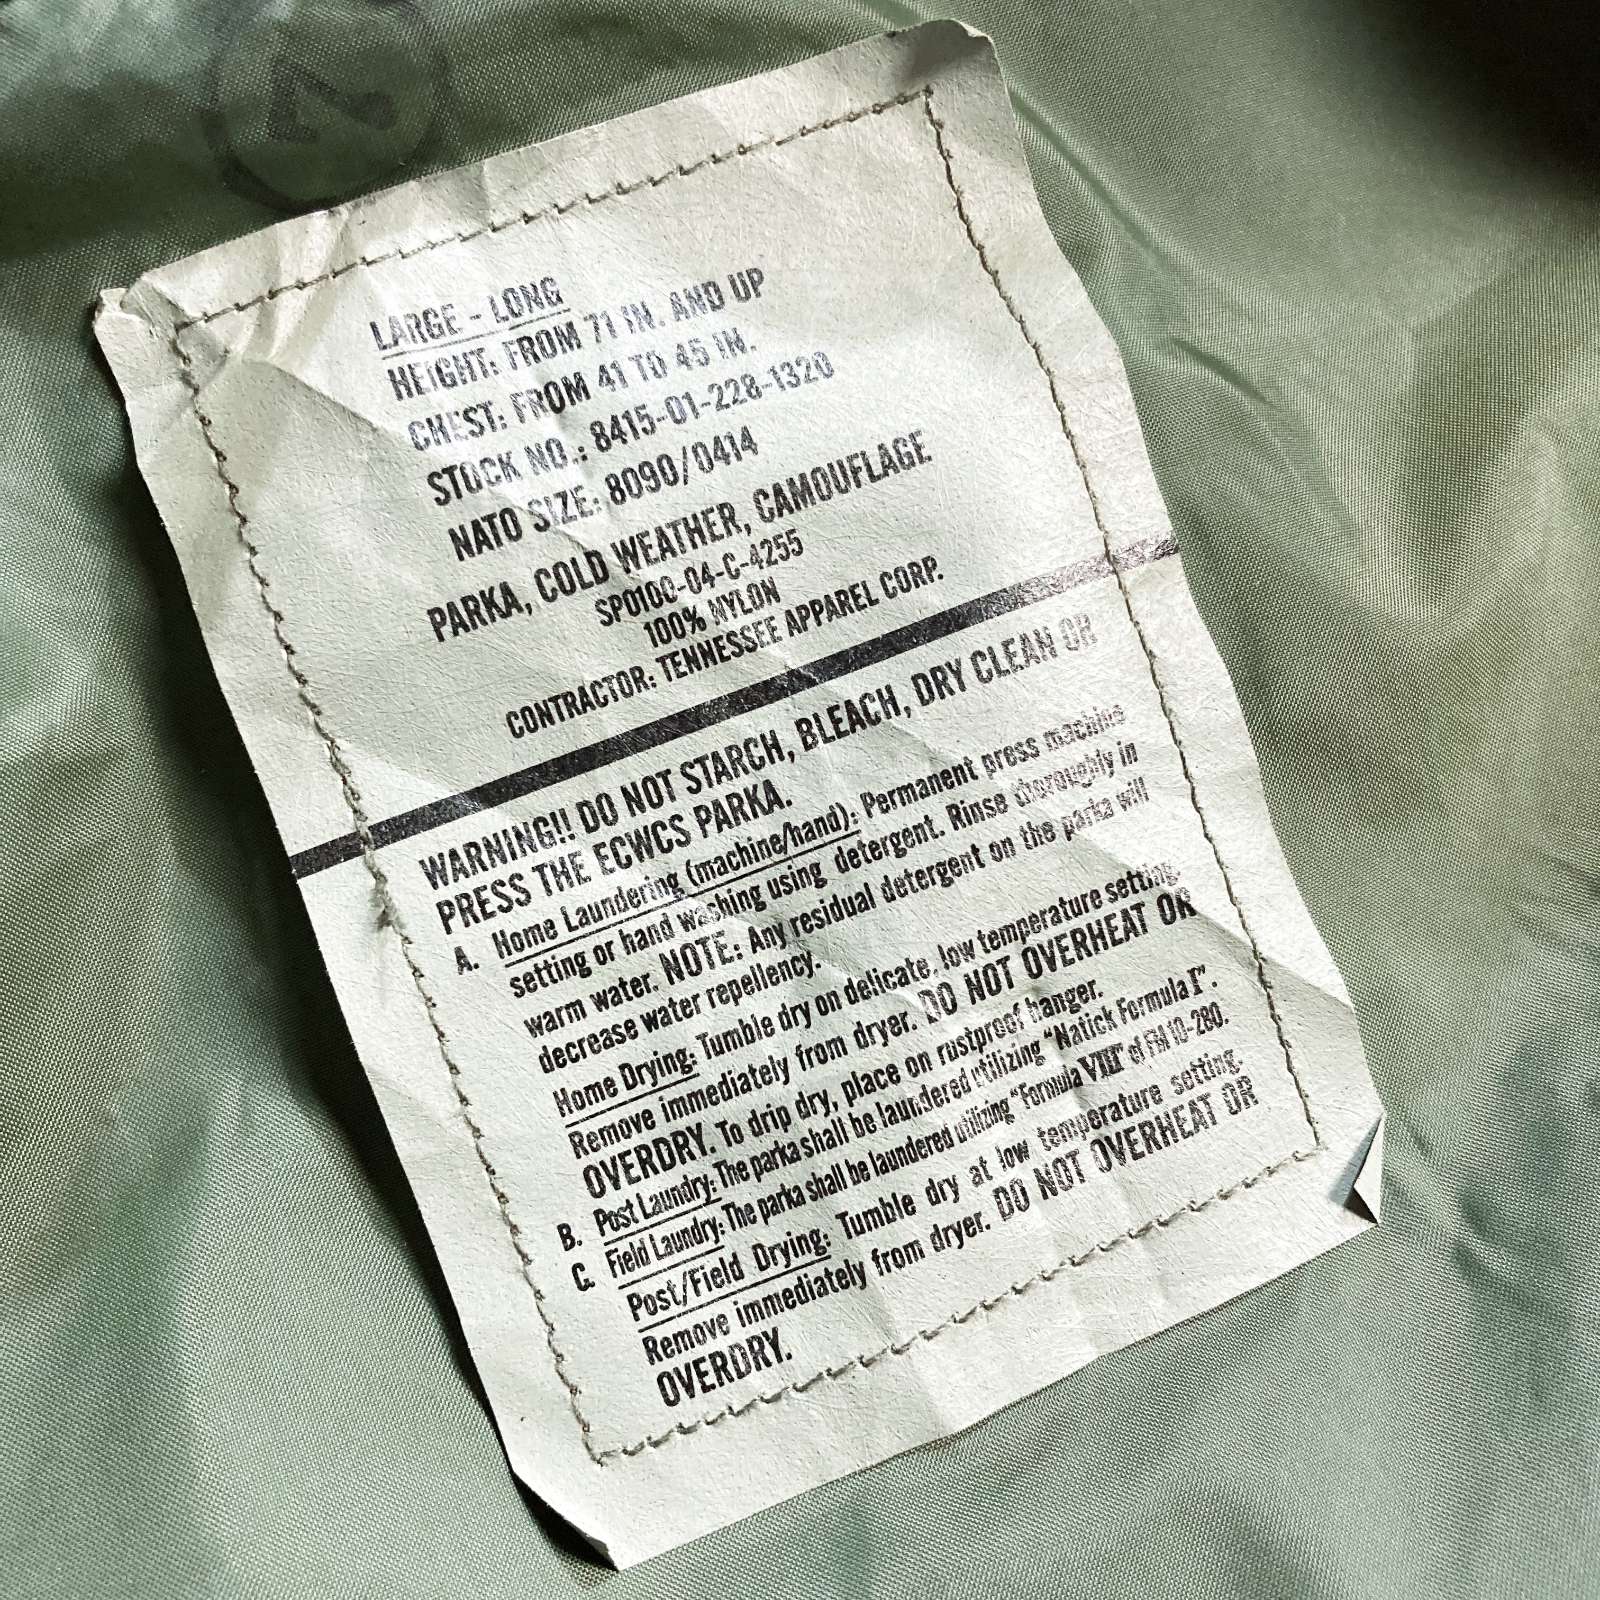 LARGE - LONG
HEIGHT: FROM 71 IN. AND UP
CHEST: FROM 41 TO 45 IN.
STOCK NO.: 8415-01-228-1320
NATO SIZE: 8090/0414
PARKA, COLD WEATHER, CAMOUFLAGE
SP0100-04-C-4255
100% NYLON
CONTRACTOR: TENNESSEE APPAREL CORP.
WARNING!! DO NOT STARCH, BLEACH, DRY CLEAN OR
PRESS THE ECWCS PARKA.
A. Home Laundering (machine/hand): Permanent press machine
setting or hand washing using detergent. Rinse thoroughly in
warm water. NOTE: Any residual detergent on the parka will
decrease water repellency.
Home Drying: Tumble dry on delicate, low temperature setting.
Remove immediately from dryer. DO NOT OVERHEAT OR
OVERDRY. To drip dry, place on rustproof hanger.
B. Post Laundry: The parka shall be laundered utilizing "Natick Formula I".
C. Field Laundry: The parka shall be laundered utilizing "Formula VIII" of FM 10-280.
Post/Field Drying: Tumble dry at low temperature setting.
Remove immediately from dryer. DO NOT OVERHEAT OR
OVERDRY.